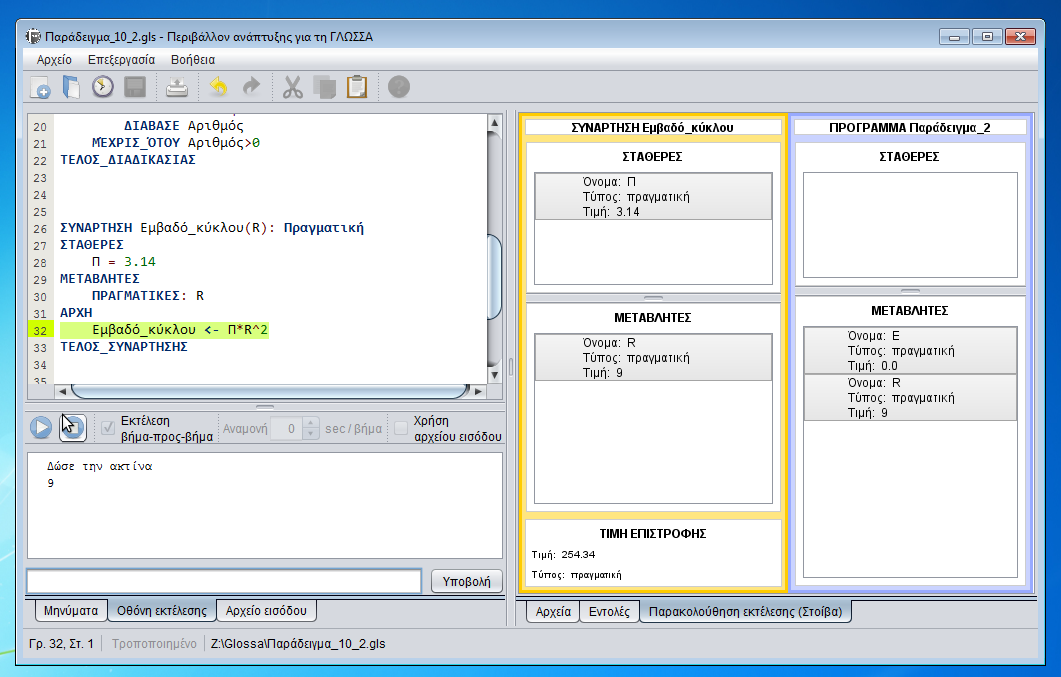 Παράδειγμα_10_2.gls - Περιβάλλον ανάπτυξης για τη ΓΛΩΣΣΑ
Αρχείο Επεξεργασία Βοήθεια
20 ΔΙΑΒΑΣΕ Αριθμός
21 ΜΈΧΡΙΣ_ΌΤΟΥ Αριθμός>0
22 ΤΕΛΟΣ_ΔΙΑΔΙΚΑΣΙΑΣ
23
24
25
26 ΣΥΝΑΡΤΗΣΗ Εμβαδό_κύκλου(R): Πραγματική
27 ΣΤΑΘΕΡΕΣ
28 Π = 3.14
29 ΜΕΤΑΒΛΗΤΕΣ
30 ΠΡΑΓΜΑΤΙΚΕΣ: R
31 ΑΡΧΗ
32 Εμβαδό_κύκλου <- Π*R^2
33 ΤΕΛΟΣ_ΣΥΝΑΡΤΗΣΗΣ
34
35
Εκτέλεση
βήμα-προς-βήμα
Αναμονή 0 sec / βήμα
Χρήση
αρχείου εισόδου
Δώσε την ακτίνα
9
Υποβολή
Μηνύματα Οθόνη εκτέλεσης Αρχείο εισόδου
ΣΥΝΑΡΤΗΣΗ Εμβαδό_κύκλου
ΣΤΑΘΕΡΕΣ
Όνομα: Π
Τύπος: πραγματική
Τιμή: 3.14
ΜΕΤΑΒΛΗΤΕΣ
Όνομα: R
Τύπος: πραγματική
Τιμή: 9
ΤΙΜΗ ΕΠΙΣΤΡΟΦΗΣ
Τιμή: 254.34
Τύπος: πραγματική
ΠΡΟΓΡΑΜΜΑ Παράδειγμα_2
ΣΤΑΘΕΡΕΣ
ΜΕΤΑΒΛΗΤΕΣ
Όνομα: Ε
Τύπος: πραγματική
Τιμή: 0.0
Όνομα: R
Τύπος: πραγματική
Τιμή: 9
Αρχεία Εντολές Παρακολούθηση εκτέλεσης (Στοίβα)
Γρ. 32, Στ. 1 Τροποποιημένο Z:\Glossa\Παράδειγμα_10_2.gls